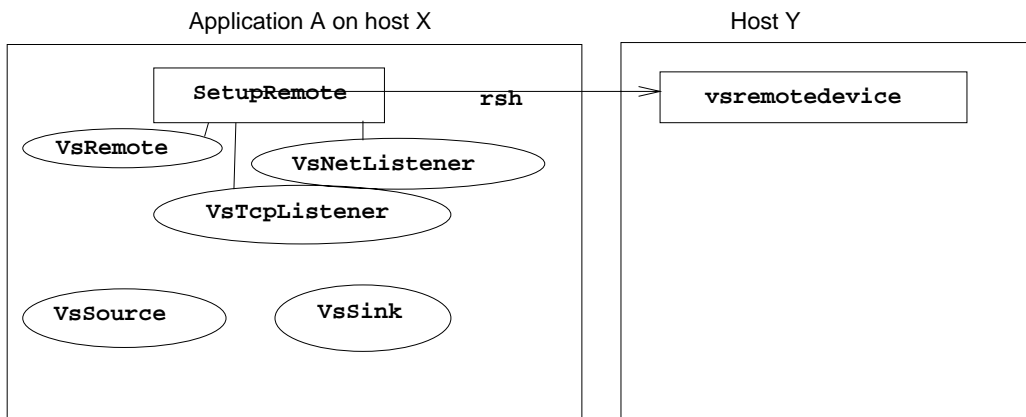 Application A on host X
Host Y
SetupRemote
rsh
vsremotedevice
VsRemote
VsNetListener
VsTcpListener
VsSource
VsSink